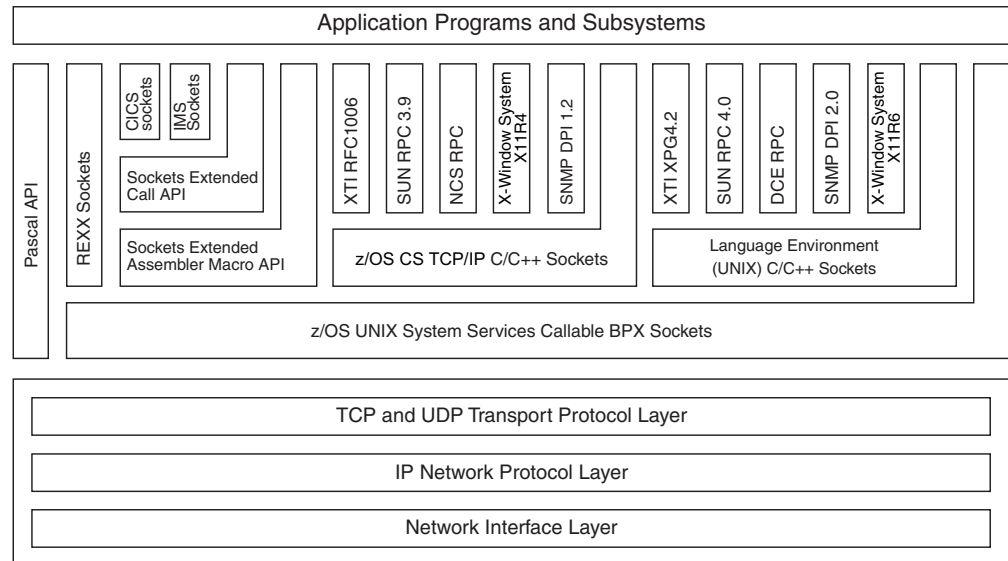 Application Programs and Subsystems
Pascal API
REXX Sockets
CICS
sockets
IMS
Sockets
Sockets Extended
Call API
Sockets Extended
Assembler Macro API
XTI RFC1006
SUN RPC 3.9
NCS RPC
X-Window System
X11R4
SNMP DPI 1.2
z/OS CS TCP/IP C/C++ Sockets
XTI XPG4.2
SUN RPC 4.0
DCE RPC
SNMP DPI 2.0
X-Window System
X11R6
Language Environment
(UNIX) C/C++ Sockets
z/OS UNIX System Services Callable BPX Sockets
TCP and UDP Transport Protocol Layer
IP Network Protocol Layer
Network Interface Layer